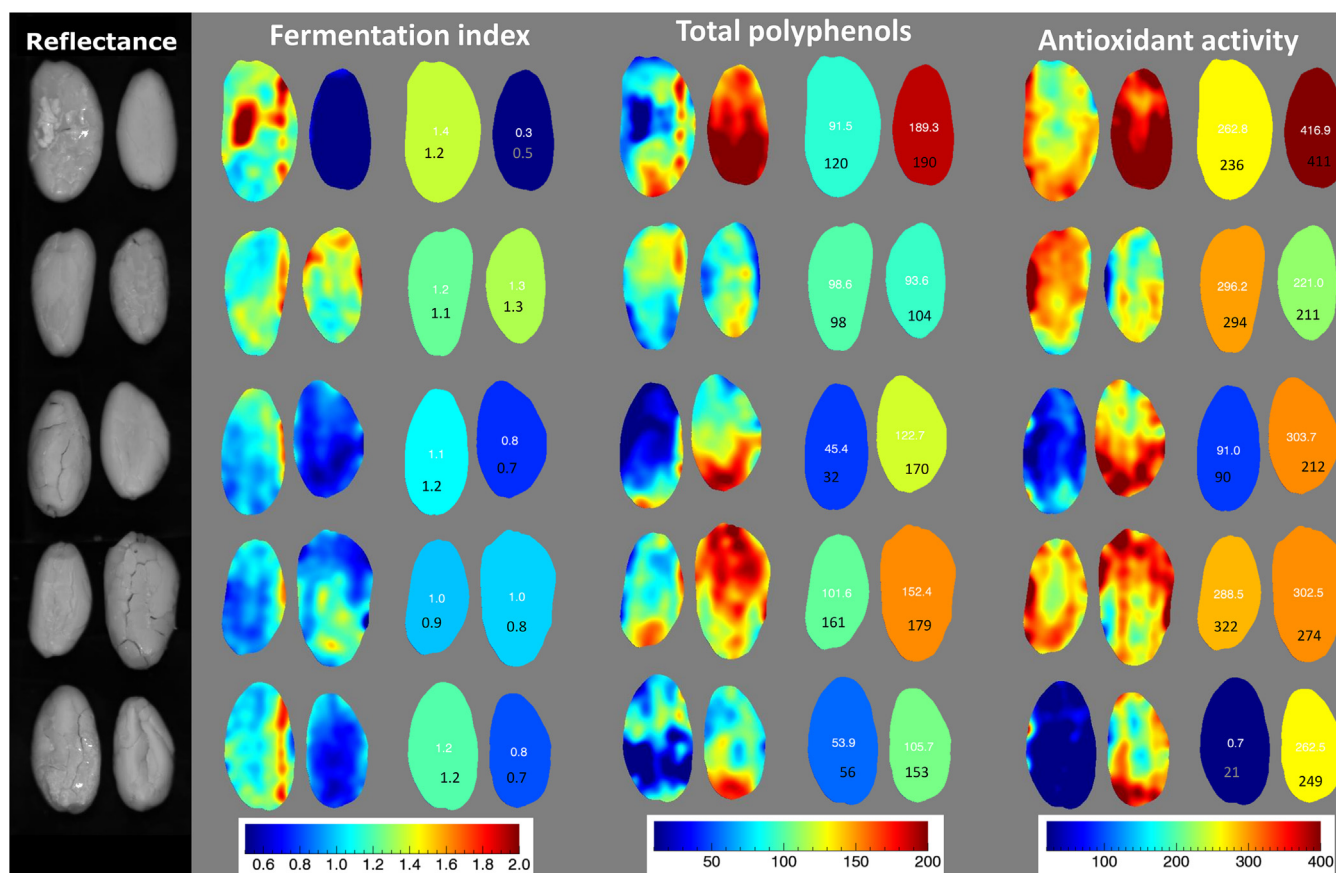 Reflectance
Fermentation index
Total polyphenols
Antioxidant activity
1.4 0.3 91.5 189.3 262.8 416.9
1.2 0.5 120 190 236 411
1.2 1.3 98.6 93.6 296.2 221.0
1.1 1.3 98 104 294 211
1.1 0.8 45.4 122.7 91.0 303.7
1.2 0.7 32 170 90 212
1.0 1.0 101.6 152.4 288.5 302.5
0.9 0.8 161 179 322 274
1.2 0.8 53.9 105.7 0.7 262.5
1.2 0.7 56 153 21 249
0.6 0.8 1.0 1.2 1.4 1.6 1.8 2.0
50 100 150 200
100 200 300 400